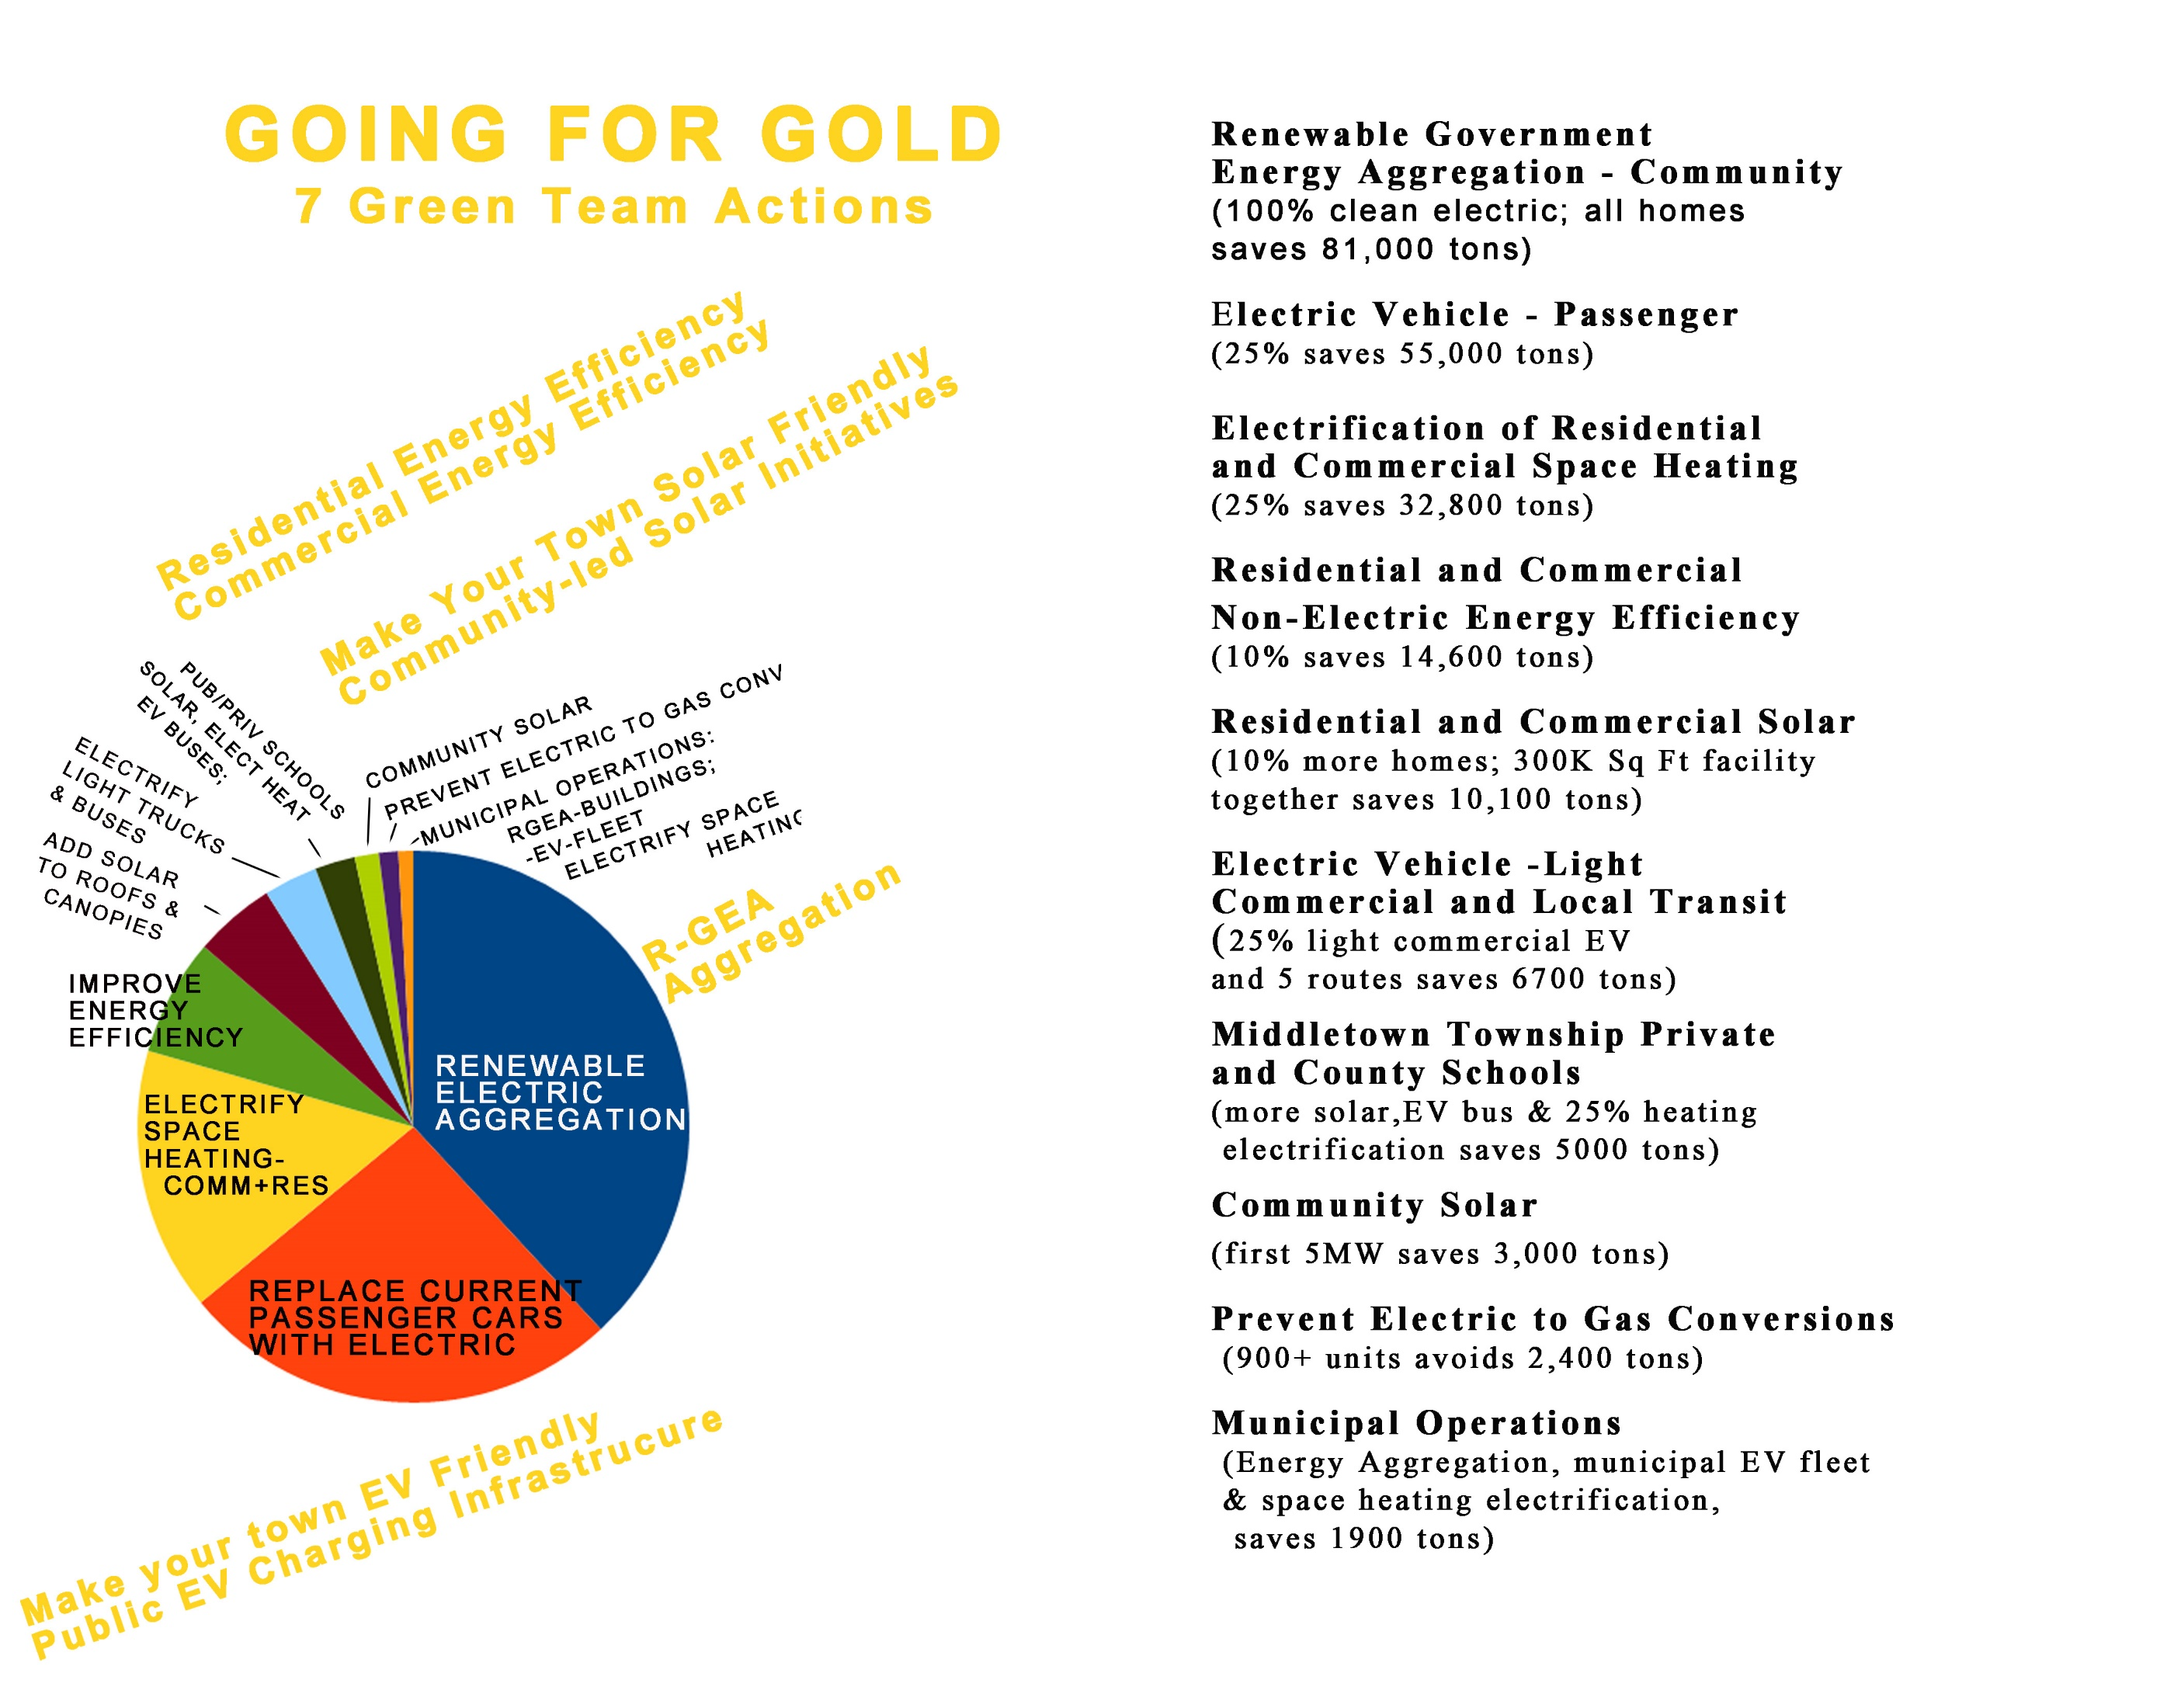 GOING FOR GOLD
7 Green Team Actions
Residential Energy Efficiency
Commercial Energy Efficiency
Make Your Town Solar Friendly
Community-led Solar Initiatives
PUB/PRIV SCHOOLS
SOLAR, ELECT HEAT
EV BUSES;
COMMUNITY SOLAR
PREVENT ELECTRIC TO GAS CONV
-MUNICIPAL OPERATIONS:
RGEA-BUILDINGS;
-EV-FLEET
ELECTRIFY SPACE
HEATING
ELECTRIFY
LIGHT TRUCKS
& BUSES
ADD SOLAR
TO ROOFS &
CANOPIES
R-GEA
Aggregation
IMPROVE
ENERGY
EFFICIENCY
RENEWABLE
ELECTRIC
AGGREGATION
ELECTRIFY
SPACE
HEATING-
COMM+RES
REPLACE CURRENT
PASSENGER CARS
WITH ELECTRIC
Make your town EV Friendly
Public EV Charging Infrastrucure
Renewable Government
Energy Aggregation - Community
(100% clean electric; all homes
saves 81,000 tons)
Electric Vehicle - Passenger
(25% saves 55,000 tons)
Electrification of Residential
and Commercial Space Heating
(25% saves 32,800 tons)
Residential and Commercial
Non-Electric Energy Efficiency
(10% saves 14,600 tons)
Residential and Commercial Solar
(10% more homes; 300K Sq Ft facility
together saves 10,100 tons)
Electric Vehicle -Light
Commercial and Local Transit
(25% light commercial EV
and 5 routes saves 6700 tons)
Middletown Township Private
and County Schools
(more solar,EV bus & 25% heating
electrification saves 5000 tons)
Community Solar
(first 5MW saves 3,000 tons)
Prevent Electric to Gas Conversions
(900+ units avoids 2,400 tons)
Municipal Operations
(Energy Aggregation, municipal EV fleet
& space heating electrification,
saves 1900 tons)